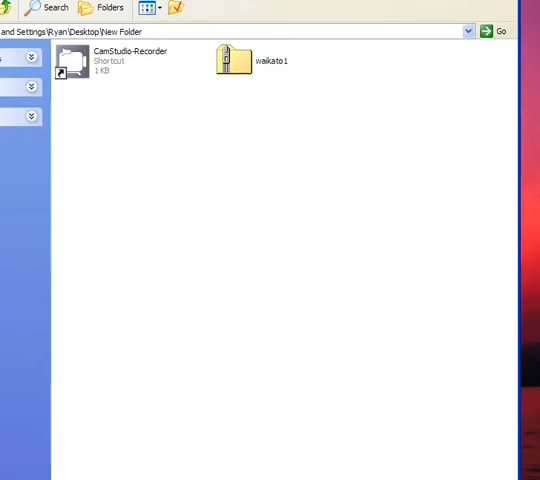 Search Folders
and Settings\Ryan\Desktop\New Folder Go
CamStudio-Recorder
Shortcut
1 KB
waikato1